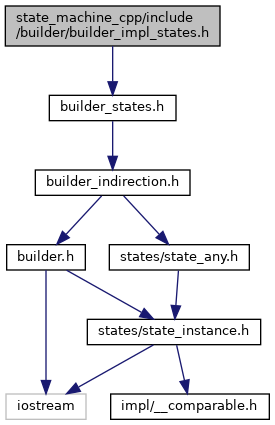 state_machine_cpp/include
/builder/builder_impl_states.h
builder_states.h
builder_indirection.h
builder.h
states/state_any.h
states/state_instance.h
iostream
impl/__comparable.h